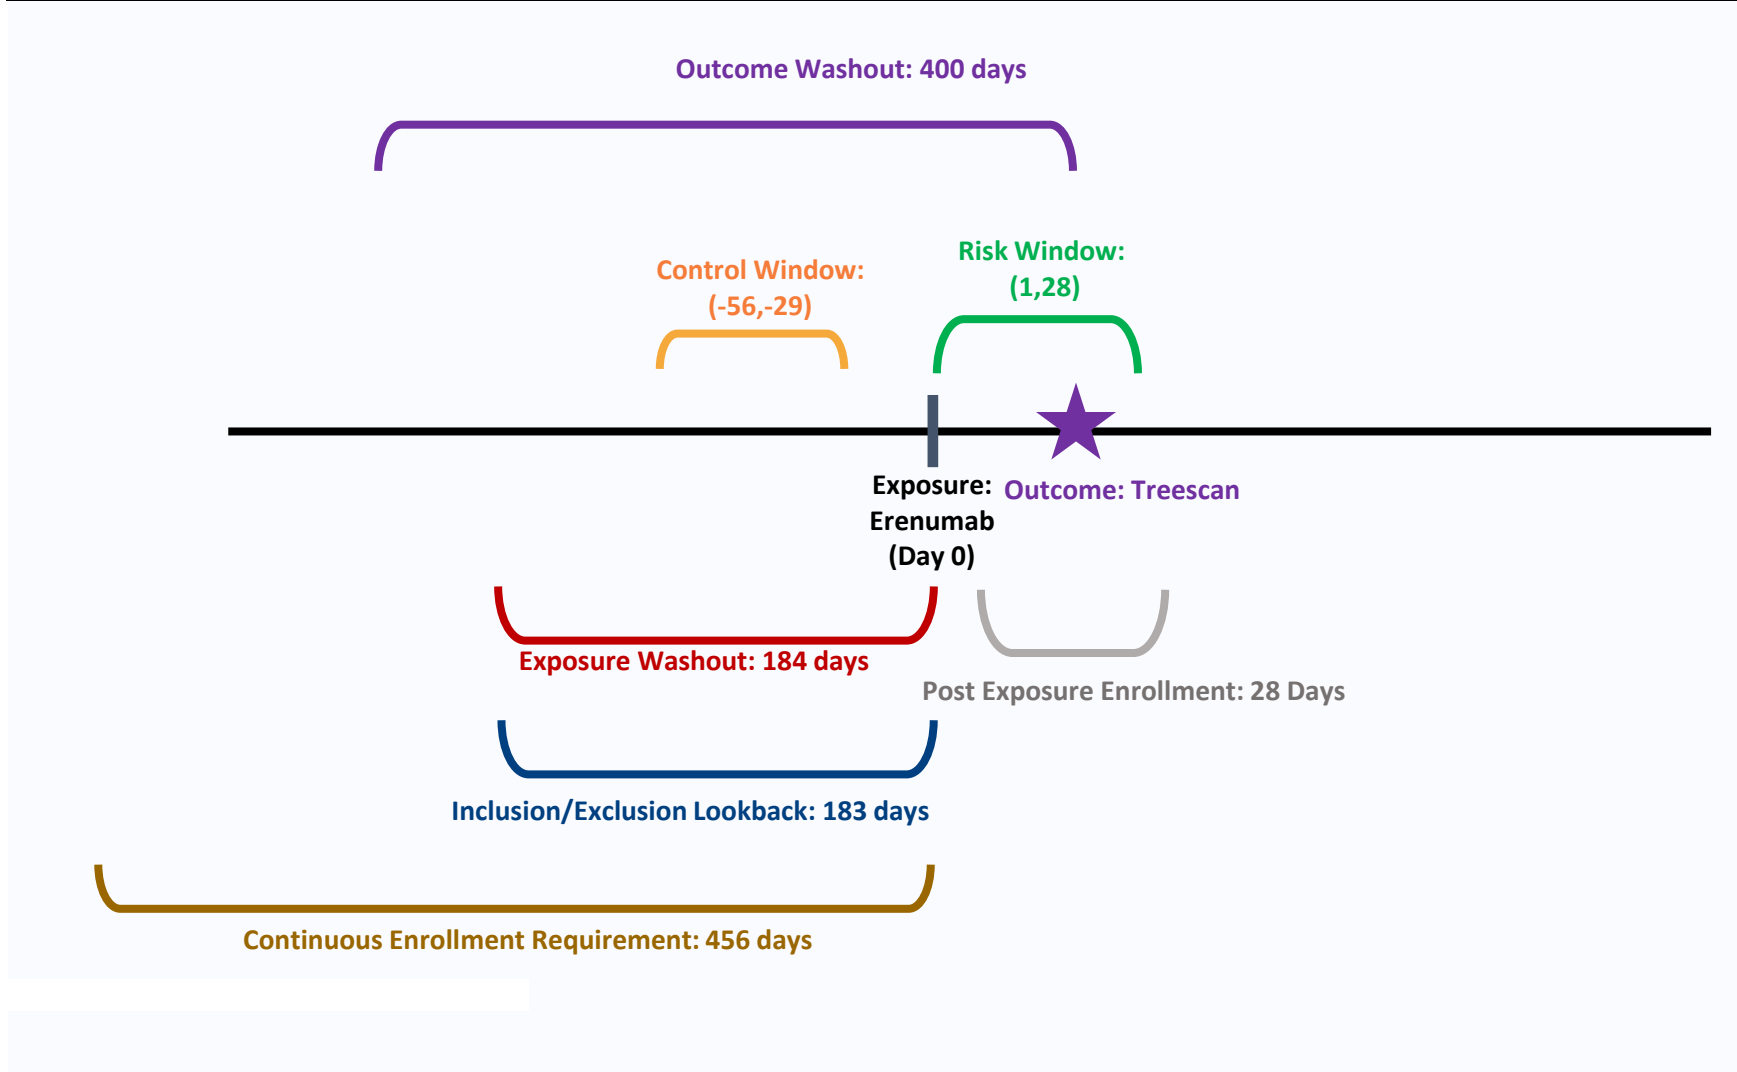 Outcome Washout: 400 days
Risk Window:
(1,28)
Control Window:
(-56,-29)
Exposure:
Erenumab
(Day 0)
Outcome: Treescan
Exposure Washout: 184 days
Post Exposure Enrollment: 28 Days
Inclusion/Exclusion Lookback: 183 days
Continuous Enrollment Requirement: 456 days